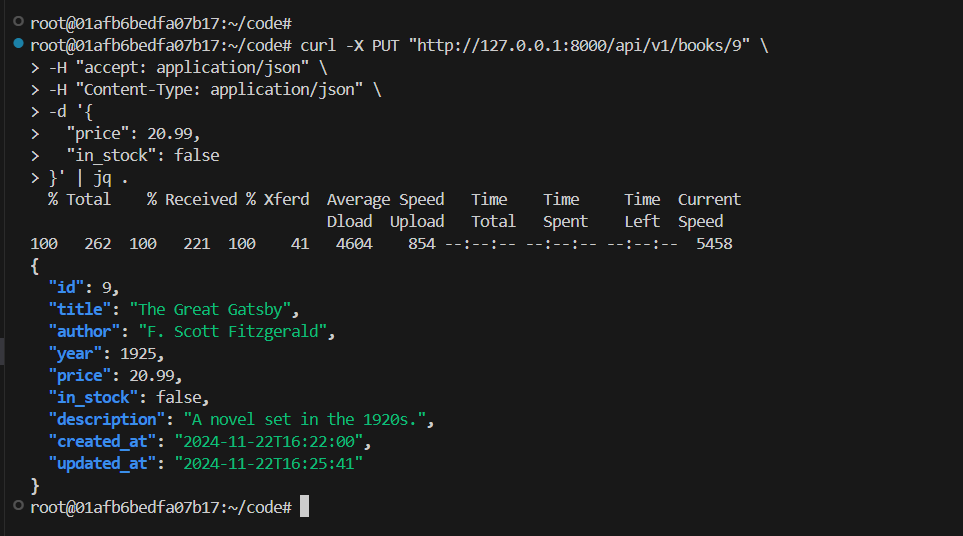 root@01afb6bedfa07b17:~/code#
root@01afb6bedfa07b17:~/code# curl -X PUT "http://127.0.0.1:8000/api/v1/books/9" \
> -H "accept: application/json" \
> -H "Content-Type: application/json" \
> -d '{
>   "price": 20.99,
>   "in_stock": false
> }' | jq .
  % Total    % Received % Xferd  Average Speed   Time    Time     Time  Current
                                 Dload  Upload   Total   Spent    Left  Speed
100   262  100   221  100    41   4604    854 --:--:-- --:--:-- --:--:--  5458
{
  "id": 9,
  "title": "The Great Gatsby",
  "author": "F. Scott Fitzgerald",
  "year": 1925,
  "price": 20.99,
  "in_stock": false,
  "description": "A novel set in the 1920s.",
  "created_at": "2024-11-22T16:22:00",
  "updated_at": "2024-11-22T16:25:41"
}
root@01afb6bedfa07b17:~/code#